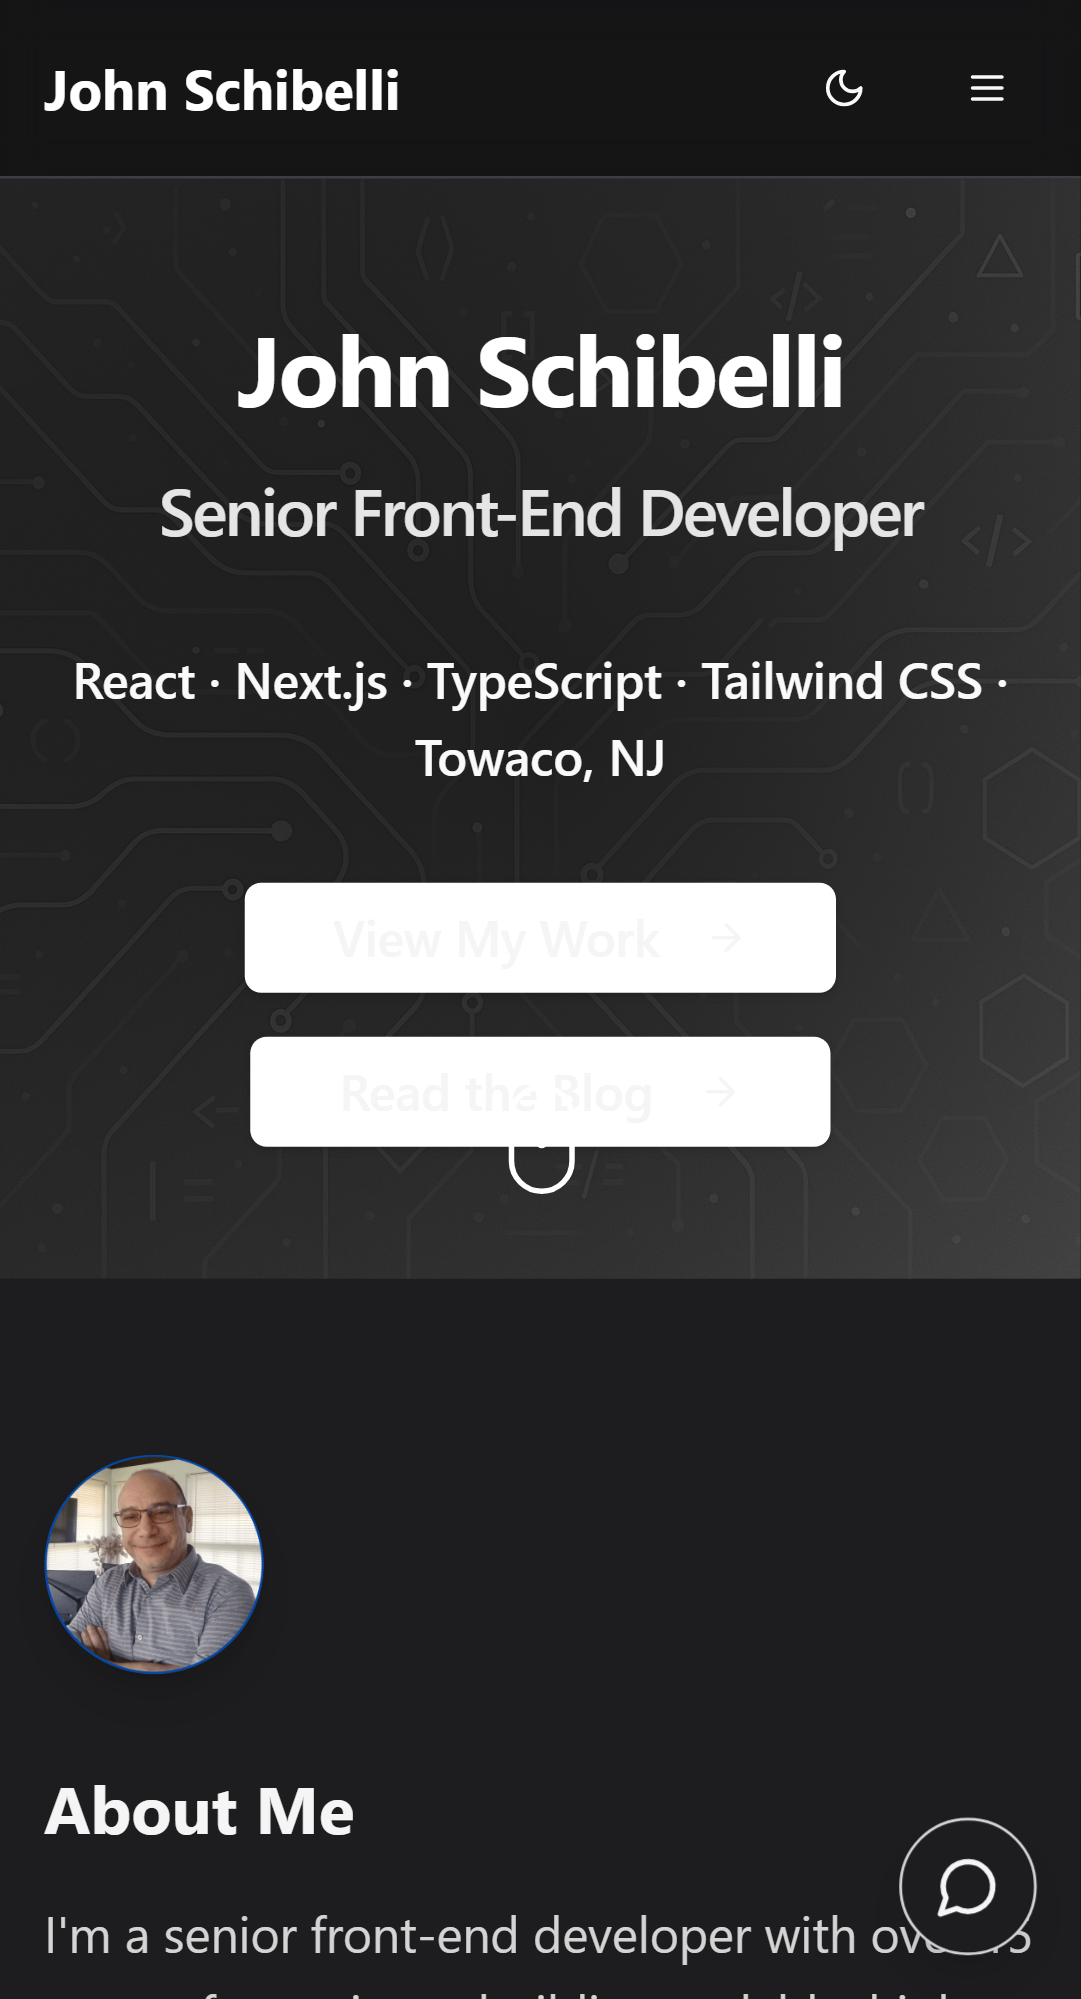 John Schibelli
John Schibelli
Senior Front-End Developer
React · Next.js · TypeScript · Tailwind CSS ·
Towaco, NJ
View My Work →
Read the Blog →
About Me
I'm a senior front-end developer with